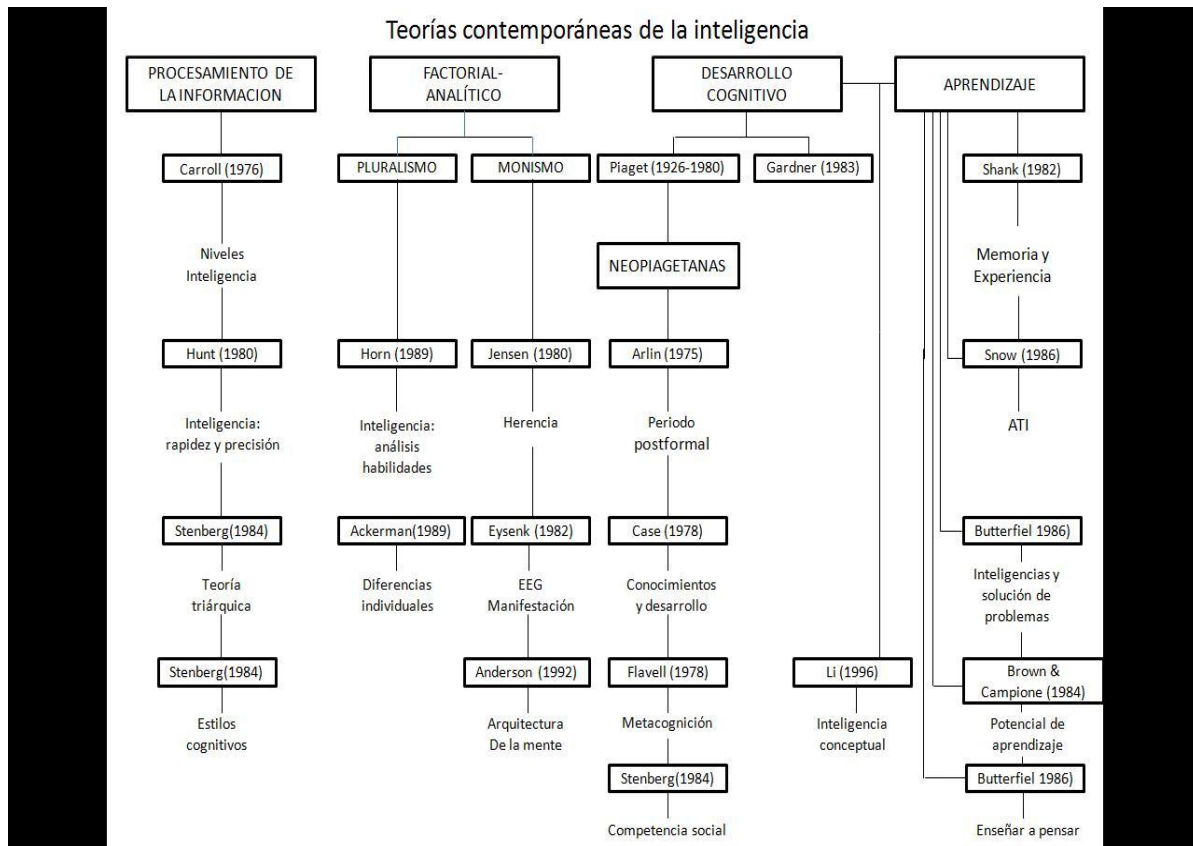 Teorías contemporáneas de la inteligencia
PROCESAMIENTO DE
LA INFORMACION
FACTORIAL-
ANALÍTICO
DESARROLLO
COGNITIVO
APRENDIZAJE
Carroll (1976)
PLURALISMO
MONISMO
Piaget (1926-1980)
Gardner (1983)
Shank (1982)
Niveles
Inteligencia
NEOPIAGETANAS
Memoria y
Experiencia
Hunt (1980)
Horn (1989)
Jensen (1980)
Arlin (1975)
Snow (1986)
Inteligencia:
rapidez y precisión
Inteligencia:
análisis
habilidades
Herencia
Periodo
postformal
ATI
Stenberg(1984)
Ackerman(1989)
Eysenk (1982)
Case (1978)
Butterfiel 1986)
Teoría
triárquica
Diferencias
individuales
EEG
Manifestación
Conocimientos
y desarrollo
Inteligencias y
solución de
problemas
Stenberg(1984)
Anderson (1992)
Flavell (1978)
Li (1996)
Brown &
Campione (1984)
Estilos
cognitivos
Arquitectura
De la mente
Metacognición
Inteligencia
conceptual
Potencial de
aprendizaje
Stenberg(1984)
Butterfiel 1986)
Competencia social
Enseñar a pensar